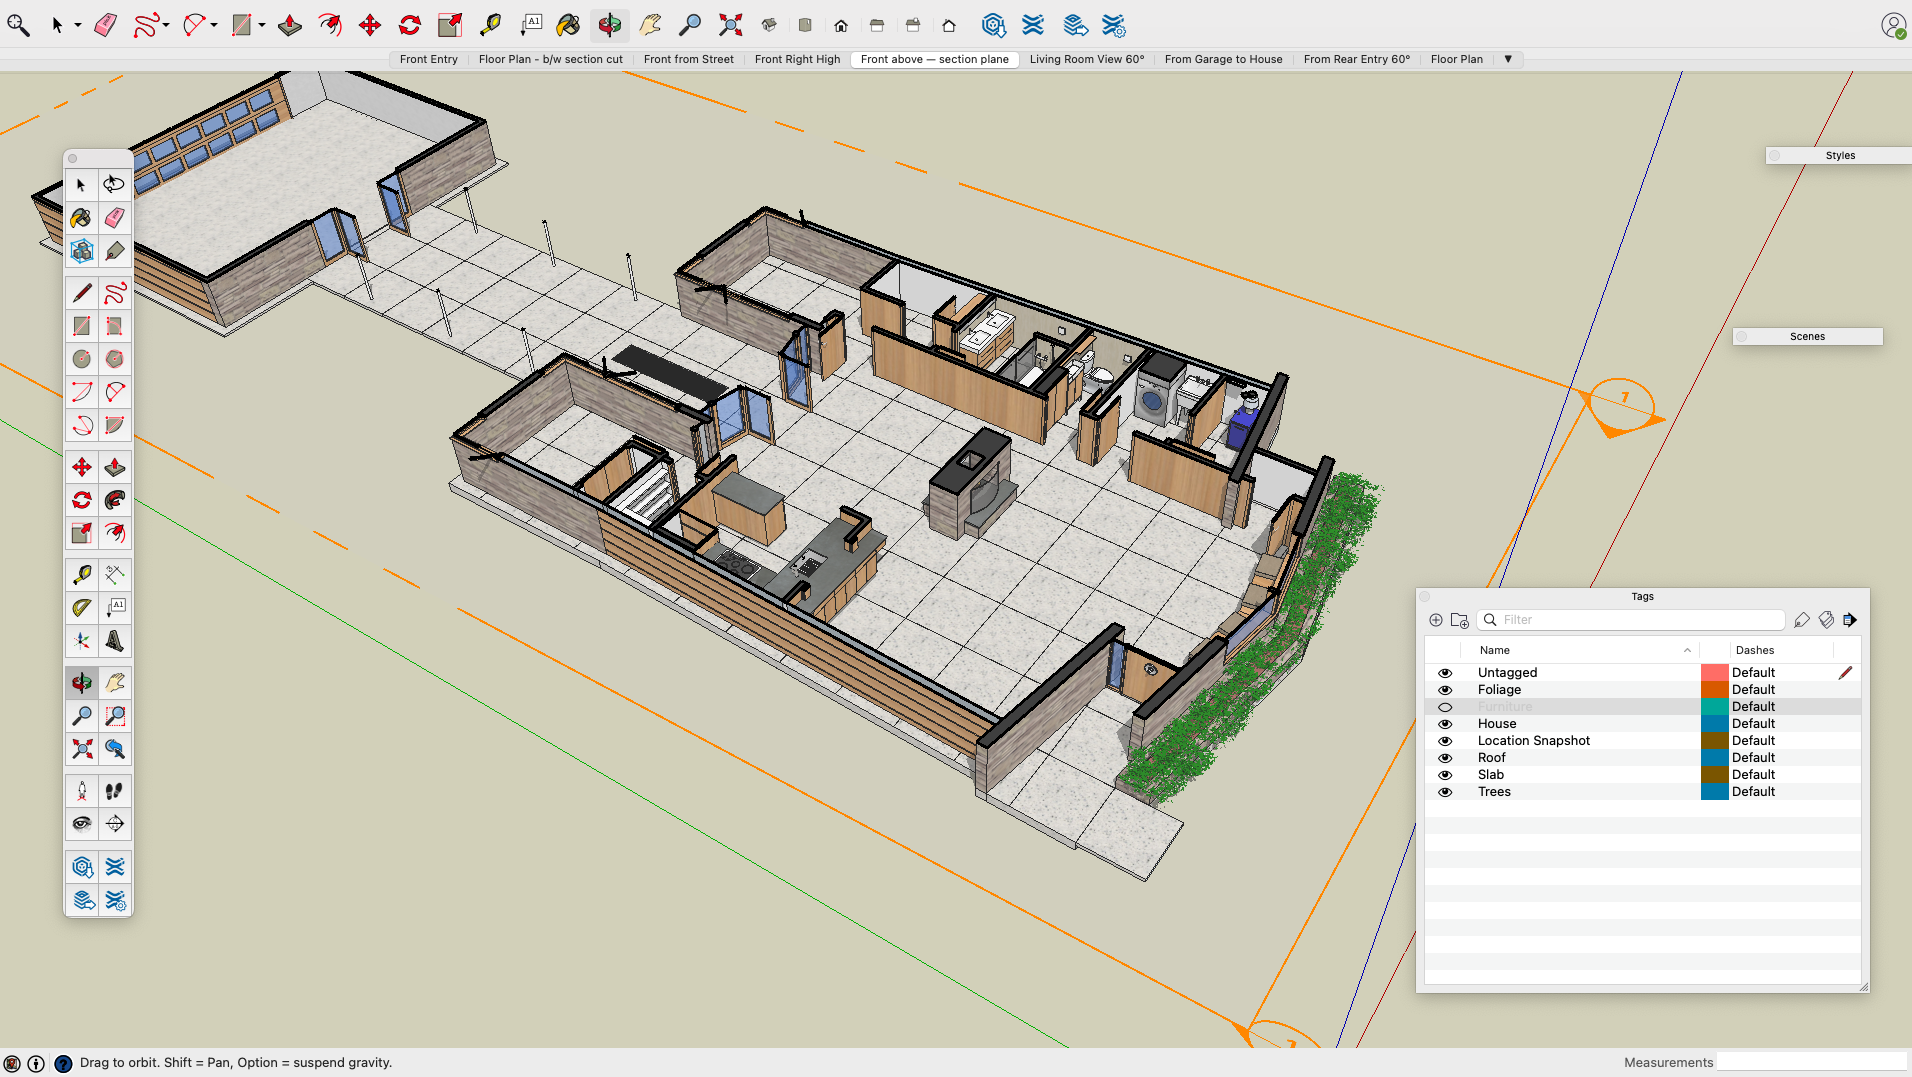 A1
Front Entry Floor Plan - b/w section cut Front from Street Front Right High Front above — section plane Living Room View 60° From Garage to House From Rear Entry 60° Floor Plan ▼
Styles
Scenes
1
A1
Tags
Filter
Name Dashes
Untagged Default
Foliage Default
Furniture Default
House Default
Location Snapshot Default
Roof Default
Slab Default
Trees Default
Drag to orbit. Shift = Pan, Option = suspend gravity.
Measurements